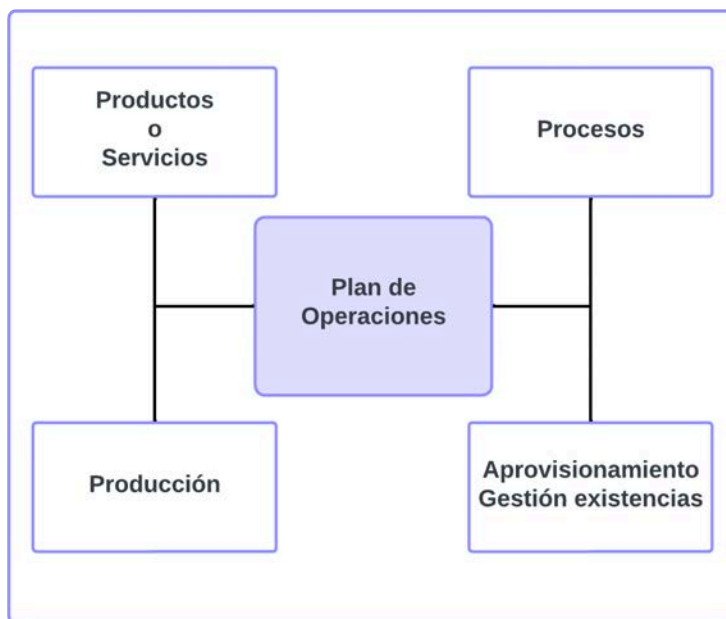 Productos
o
Servicios
Procesos
Plan de
Operaciones
Producción
Aprovisionamiento
Gestión existencias